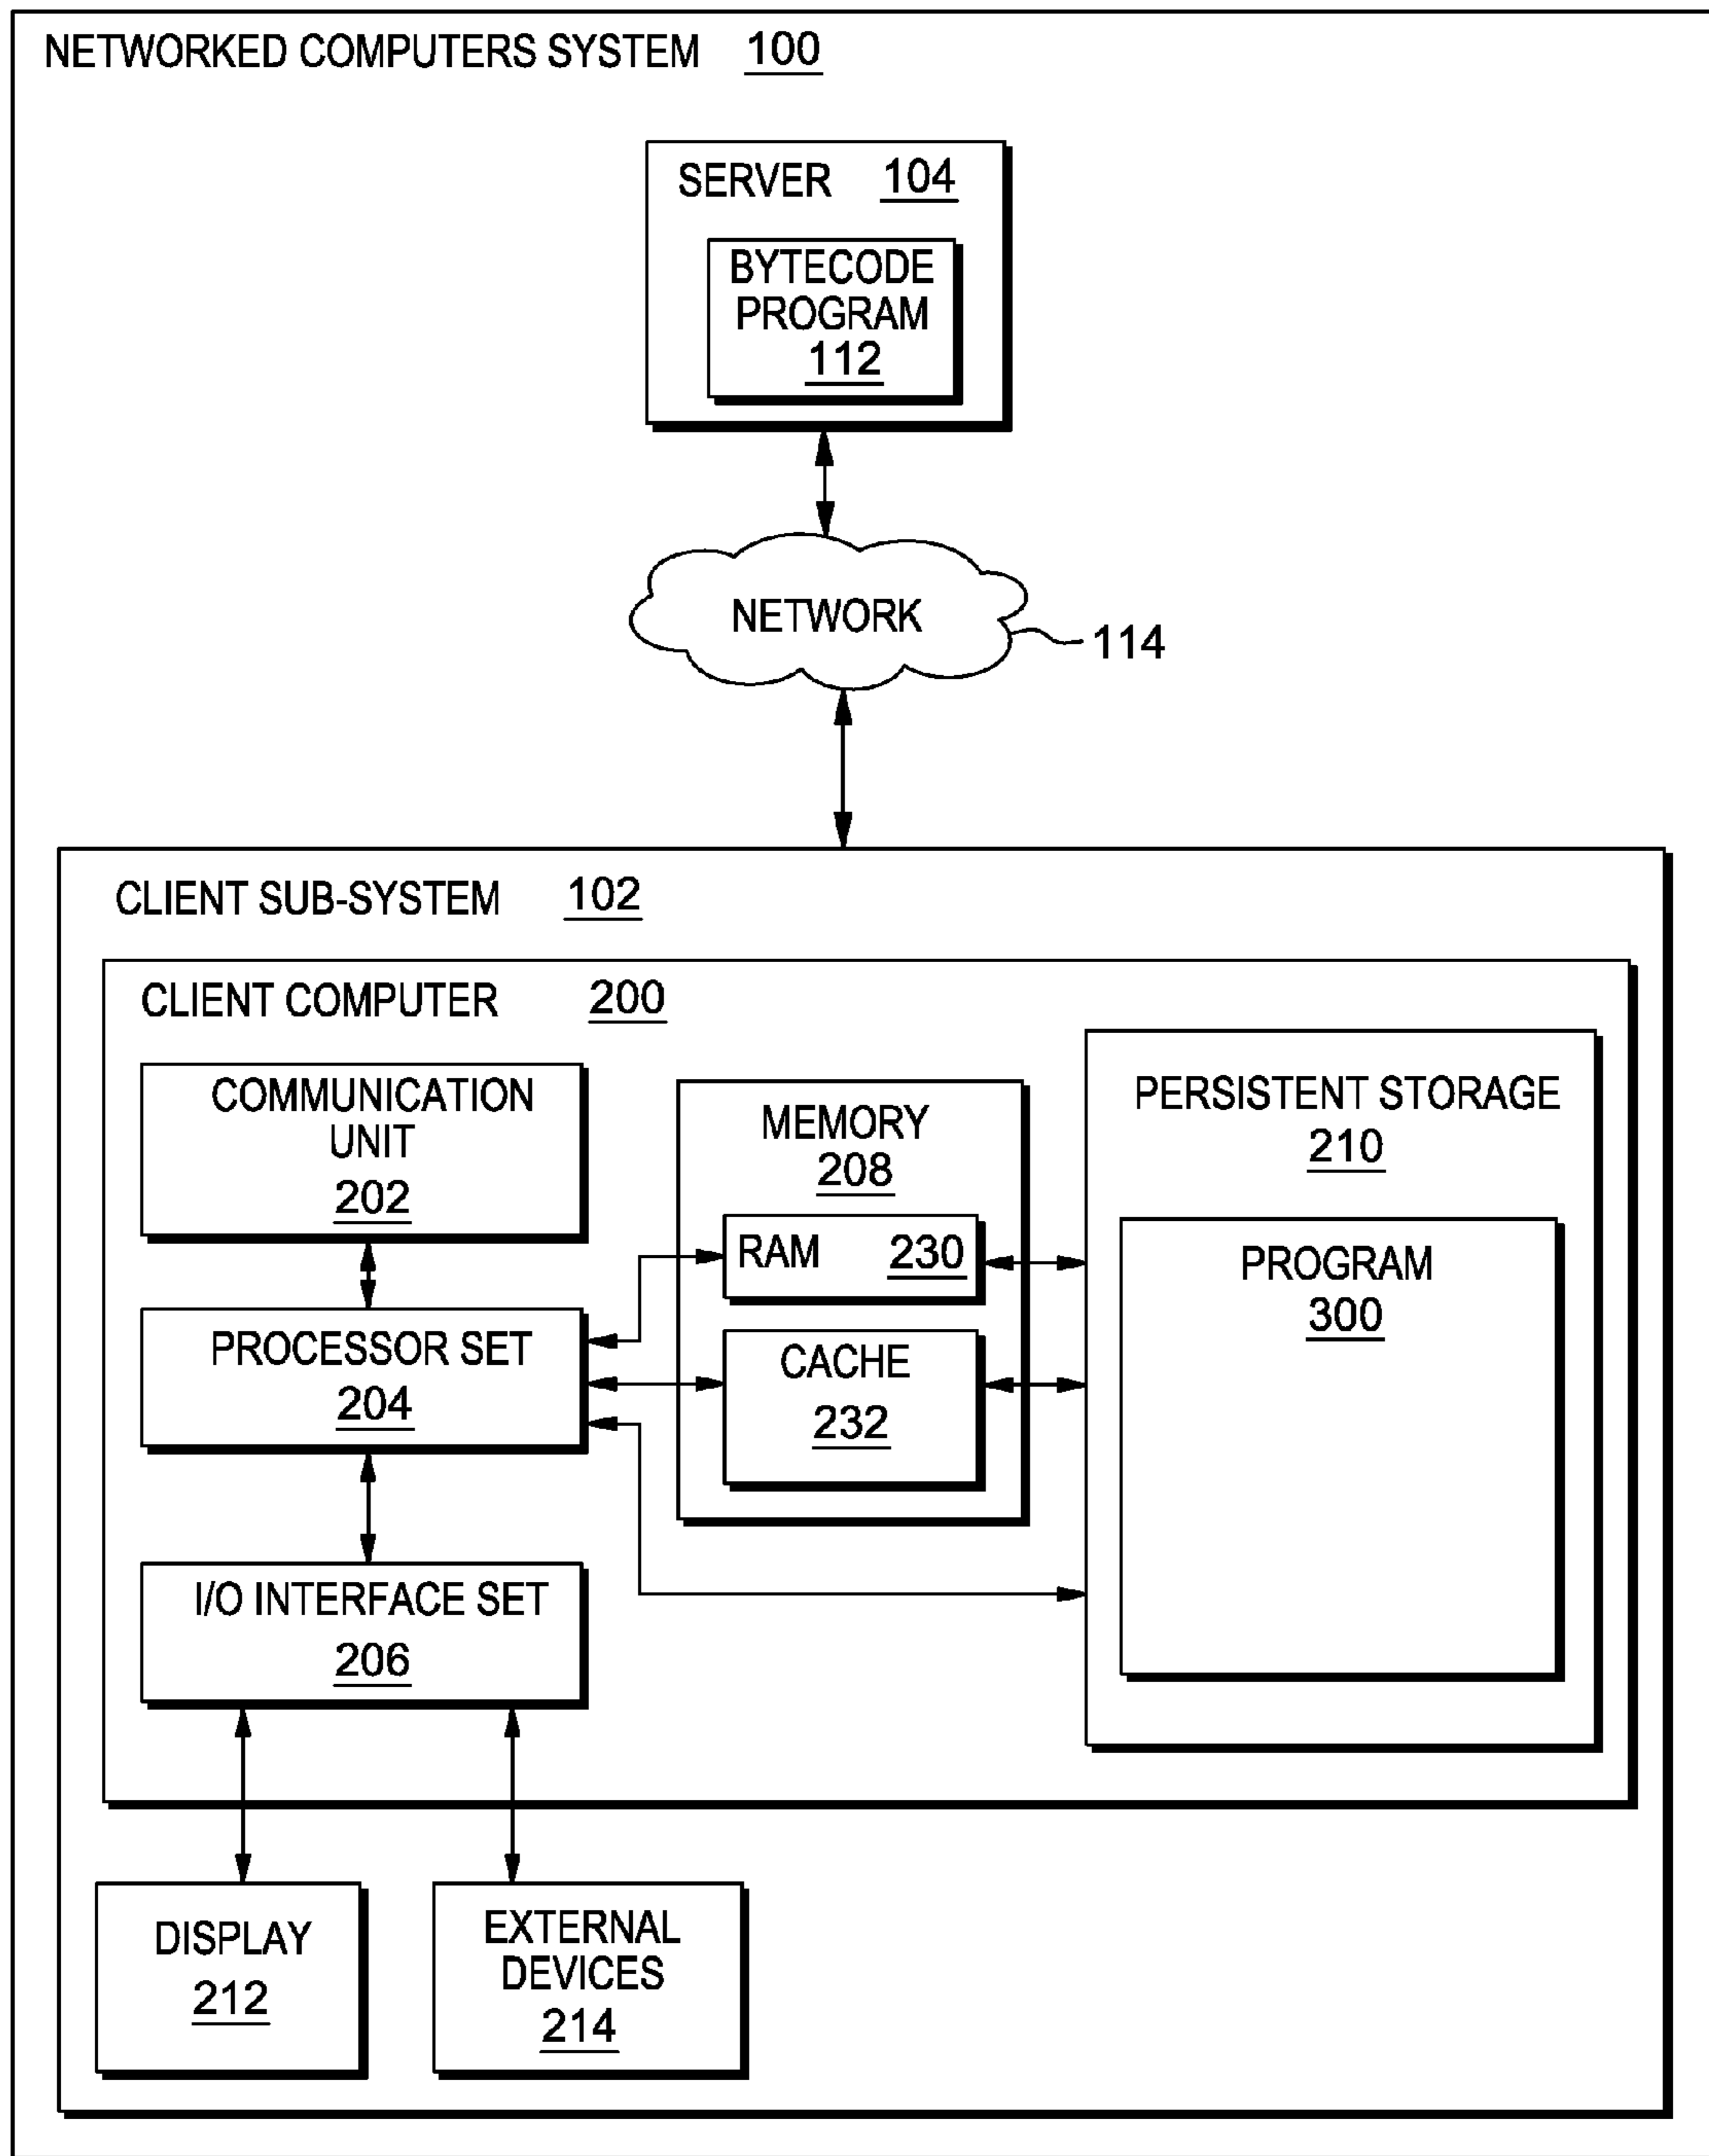 NETWORKED COMPUTERS SYSTEM 100
SERVER 104
BYTECODE
PROGRAM
112
NETWORK
114
CLIENT SUB-SYSTEM 102
CLIENT COMPUTER 200
COMMUNICATION
UNIT
202
MEMORY
208
PERSISTENT STORAGE
210
RAM 230
PROGRAM
300
PROCESSOR SET
204
CACHE
232
I/O INTERFACE SET
206
DISPLAY
212
EXTERNAL
DEVICES
214